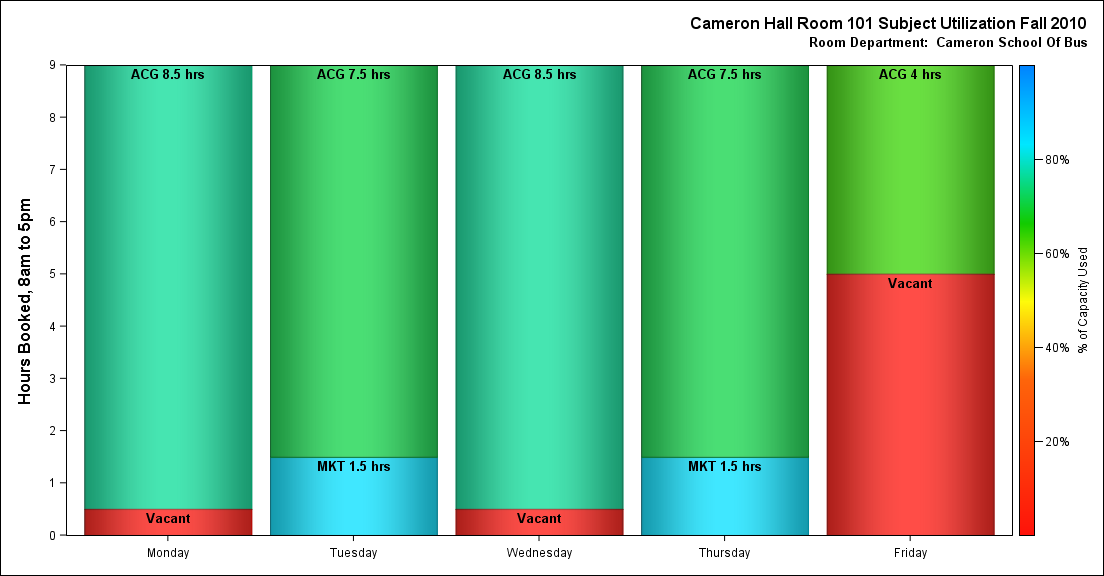 Cameron Hall Room 101 Subject Utilization Fall 2010
Room Department:  Cameron School Of Bus
Hours Booked, 8am to 5pm
9
8
7
6
5
4
3
2
1
0
ACG 8.5 hrs
Vacant
ACG 7.5 hrs
MKT 1.5 hrs
ACG 8.5 hrs
Vacant
ACG 7.5 hrs
MKT 1.5 hrs
ACG 4 hrs
Vacant
Monday
Tuesday
Wednesday
Thursday
Friday
80%
60%
40%
20%
% of Capacity Used